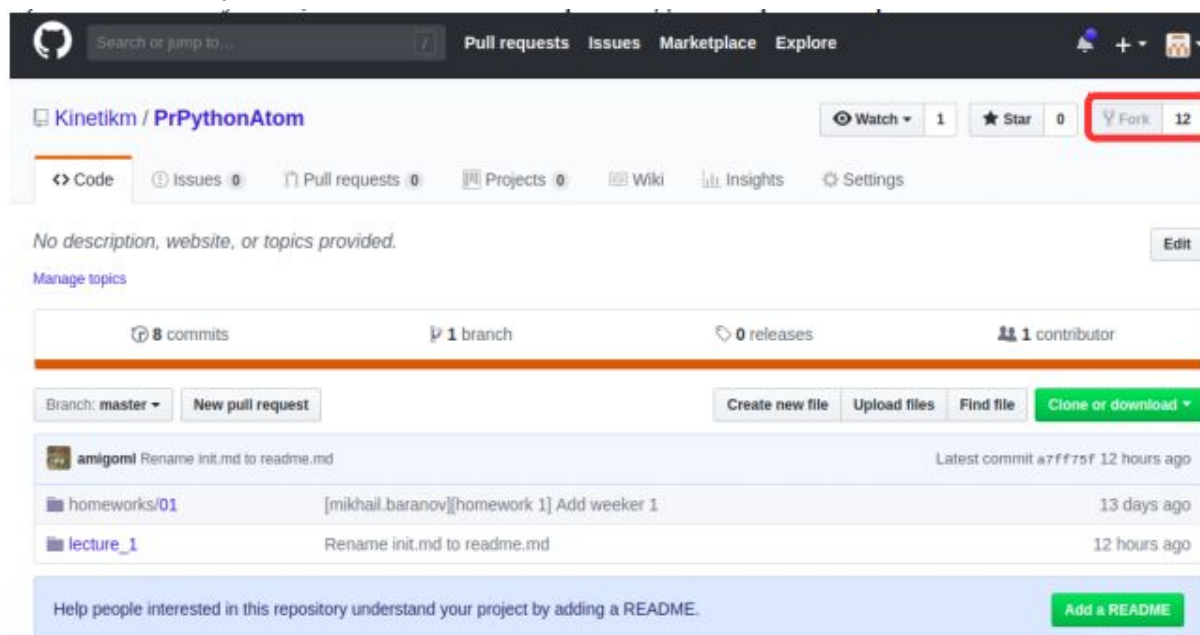 Search or jump to... / Pull requests Issues Marketplace Explore
Kinetikm / PrPythonAtom Watch 1 Star 0 Fork 12
Code Issues 0 Pull requests 0 Projects 0 Wiki Insights Settings
No description, website, or topics provided. Edit
Manage topics
8 commits 1 branch 0 releases 1 contributor
Branch: master New pull request Create new file Upload files Find file Clone or download
amigoml Rename init.md to readme.md Latest commit a7ff75f 12 hours ago
homeworks/01 [mikhail.baranov][homework 1] Add weeker 1 13 days ago
lecture_1 Rename init.md to readme.md 12 hours ago
Help people interested in this repository understand your project by adding a README. Add a README